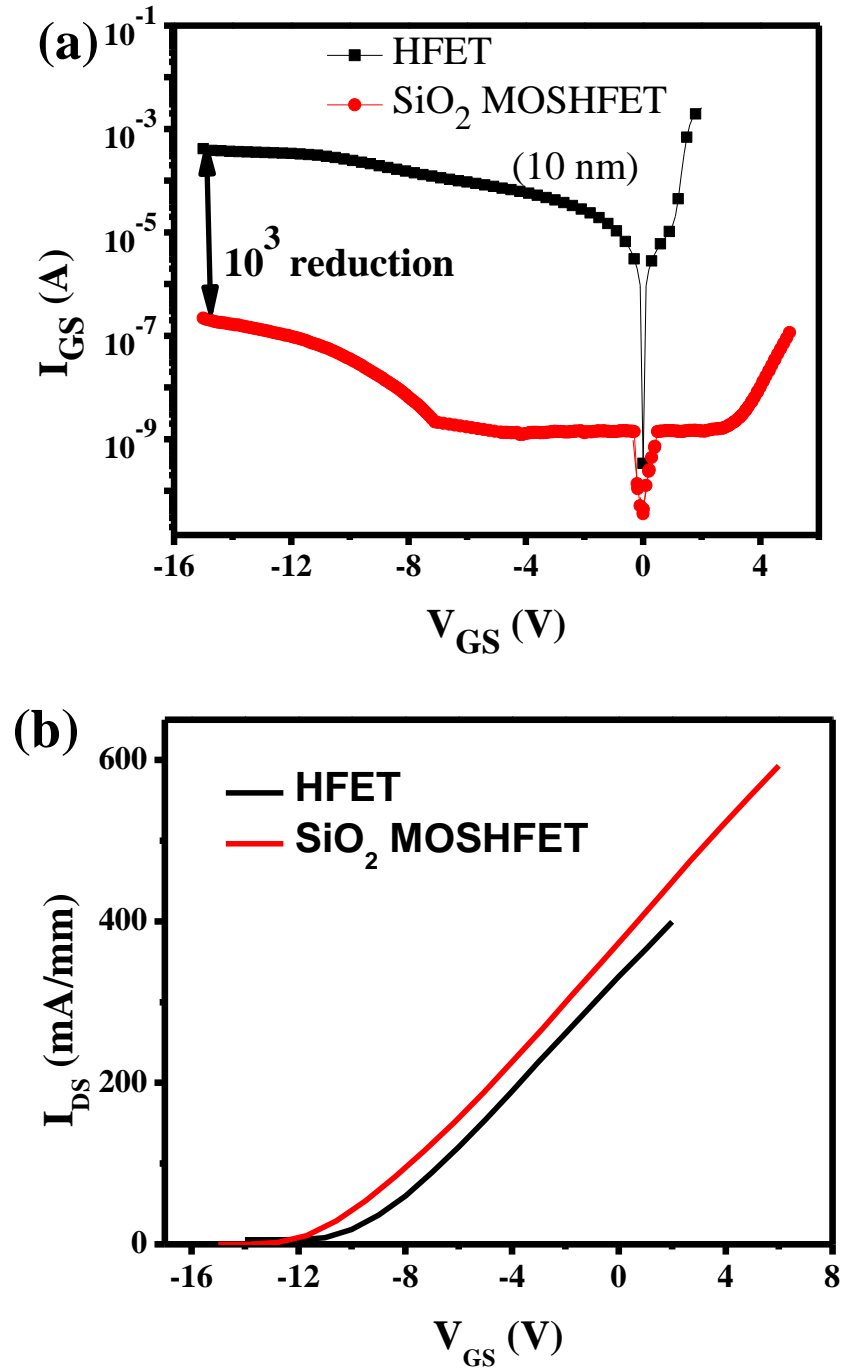 (a)
10^-1
HFET
SiO2 MOSHFET
10^-3
(10 nm)
10^-5
10^3 reduction
10^-7
10^-9
IGS (A)
-16 -12 -8 -4 0 4
VGS (V)
(b)
600
HFET
SiO2 MOSHFET
400
200
0
IDS (mA/mm)
-16 -12 -8 -4 0 4 8
VGS (V)